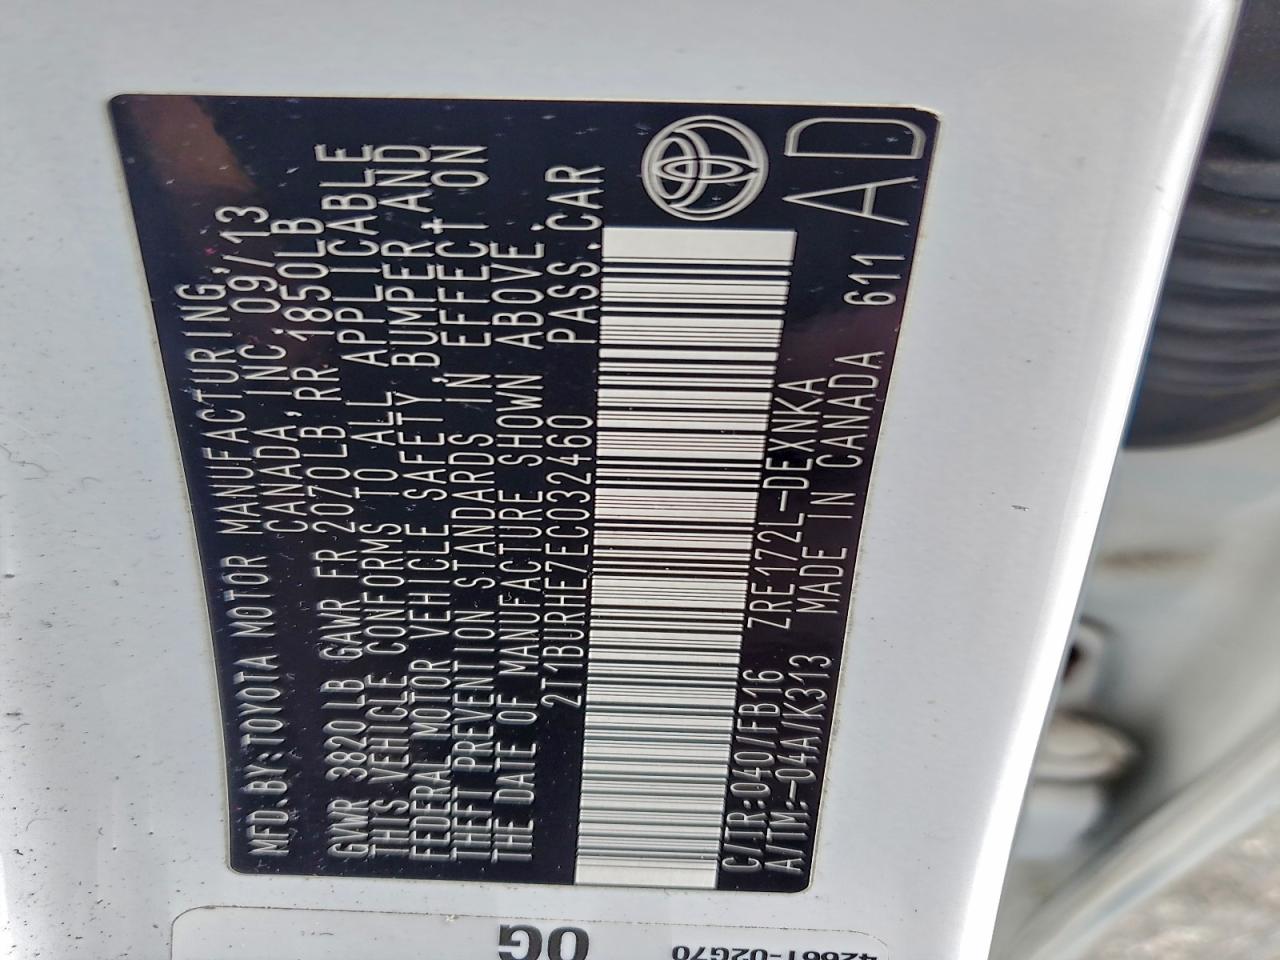 MFD.BY:TOYOTA MOTOR MANUFACTURING,
CANADA, INC. 09/13
GVWR 3820 LB GAWR FR 2070LB RR 1850LB
THIS VEHICLE CONFORMS TO ALL APPLICABLE
FEDERAL MOTOR VEHICLE SAFETY, BUMPER, AND
THEFT PREVENTION STANDARDS IN EFFECT ON
THE DATE OF MANUFACTURE SHOWN ABOVE.
2T1BURHE7EC032460 PASS.CAR
C/TR:040/FB16 ZRE172L-DEXNKA
A/TM:-04A/K313 MADE IN CANADA 611
AD
0G
42661-02G70